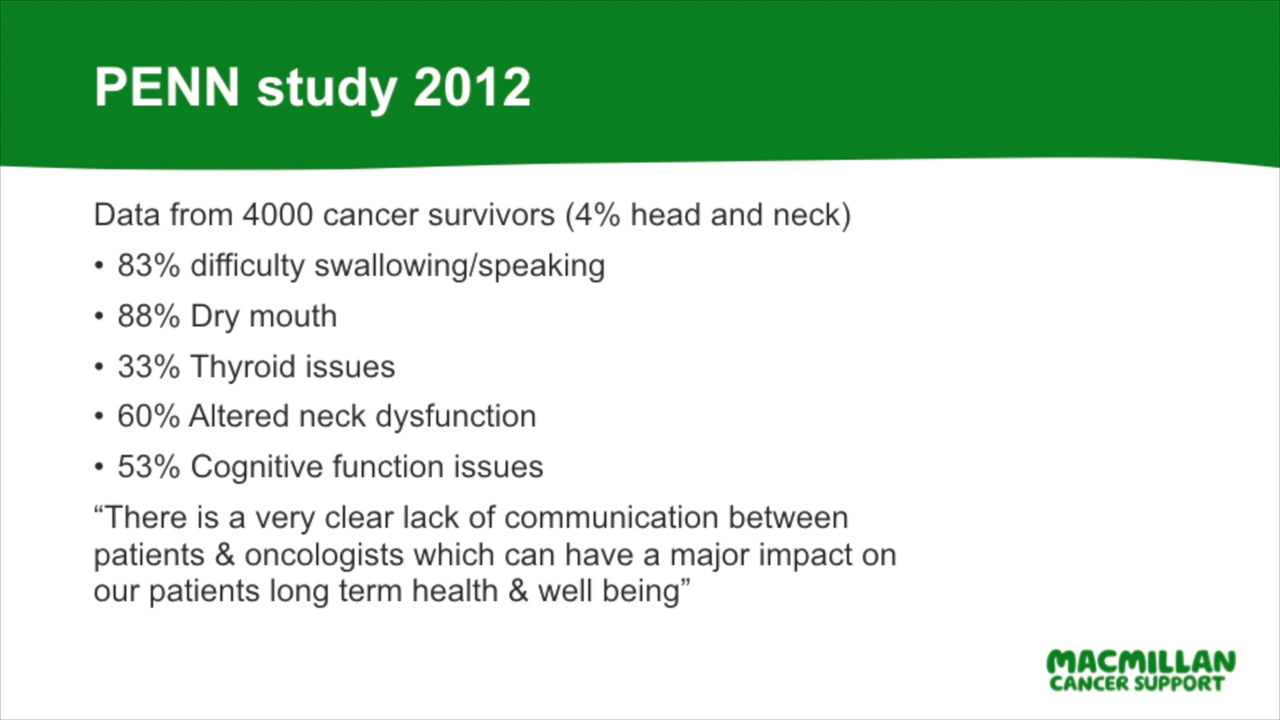 PENN study 2012
Data from 4000 cancer survivors (4% head and neck)
• 83% difficulty swallowing/speaking
• 88% Dry mouth
• 33% Thyroid issues
• 60% Altered neck dysfunction
• 53% Cognitive function issues
“There is a very clear lack of communication between
patients & oncologists which can have a major impact on
our patients long term health & well being”
MACMILLAN
CANCER SUPPORT